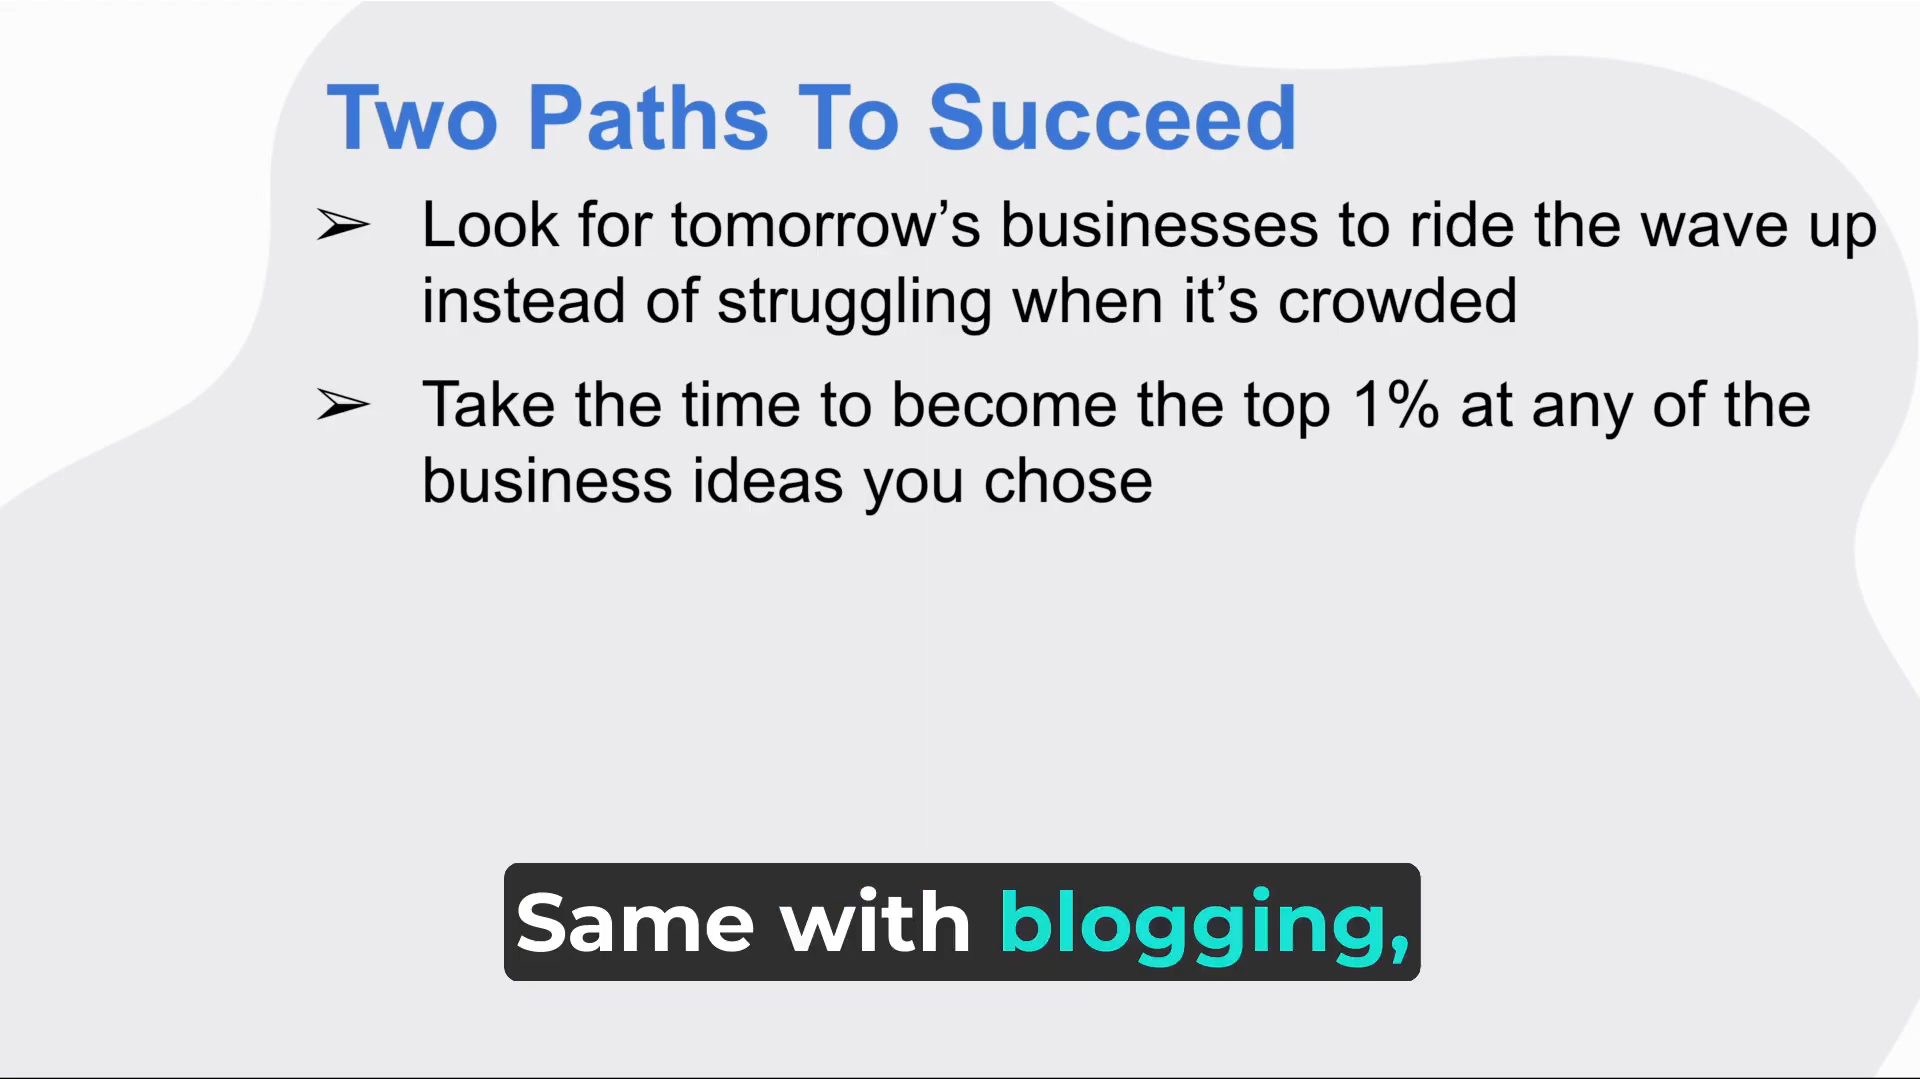 Two Paths To Succeed
➢ Look for tomorrow’s businesses to ride the wave up
instead of struggling when it’s crowded
➢ Take the time to become the top 1% at any of the
business ideas you chose
Same with blogging,